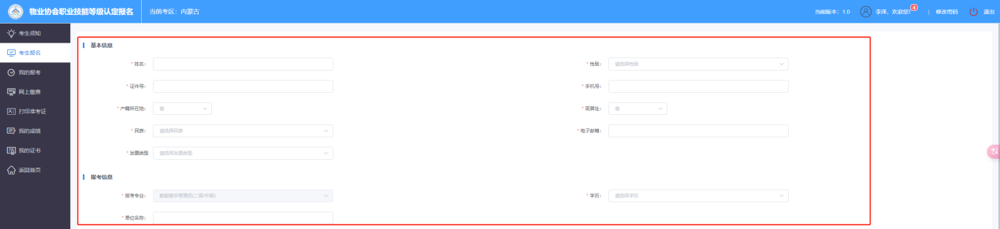 物业协会职业技能等级认定报名 当前考区：内蒙古 当前版本：1.0 李泽，欢迎您！ 4 修改密码 退出
考生须知
考生报名
我的报考
网上缴费
打印准考证
我的成绩
我的证书
返回首页
基本信息
* 姓名： * 性别： 请选择性别
* 证件号： * 手机号：
* 户籍所在地： 省 * 现居址： 省
* 民族： 请选择民族 * 电子邮箱：
* 发票类型 请选择发票类型
报考信息
* 报考专业： 智能楼宇管理员(二级/中级) * 学历： 请选择学历
* 单位名称：